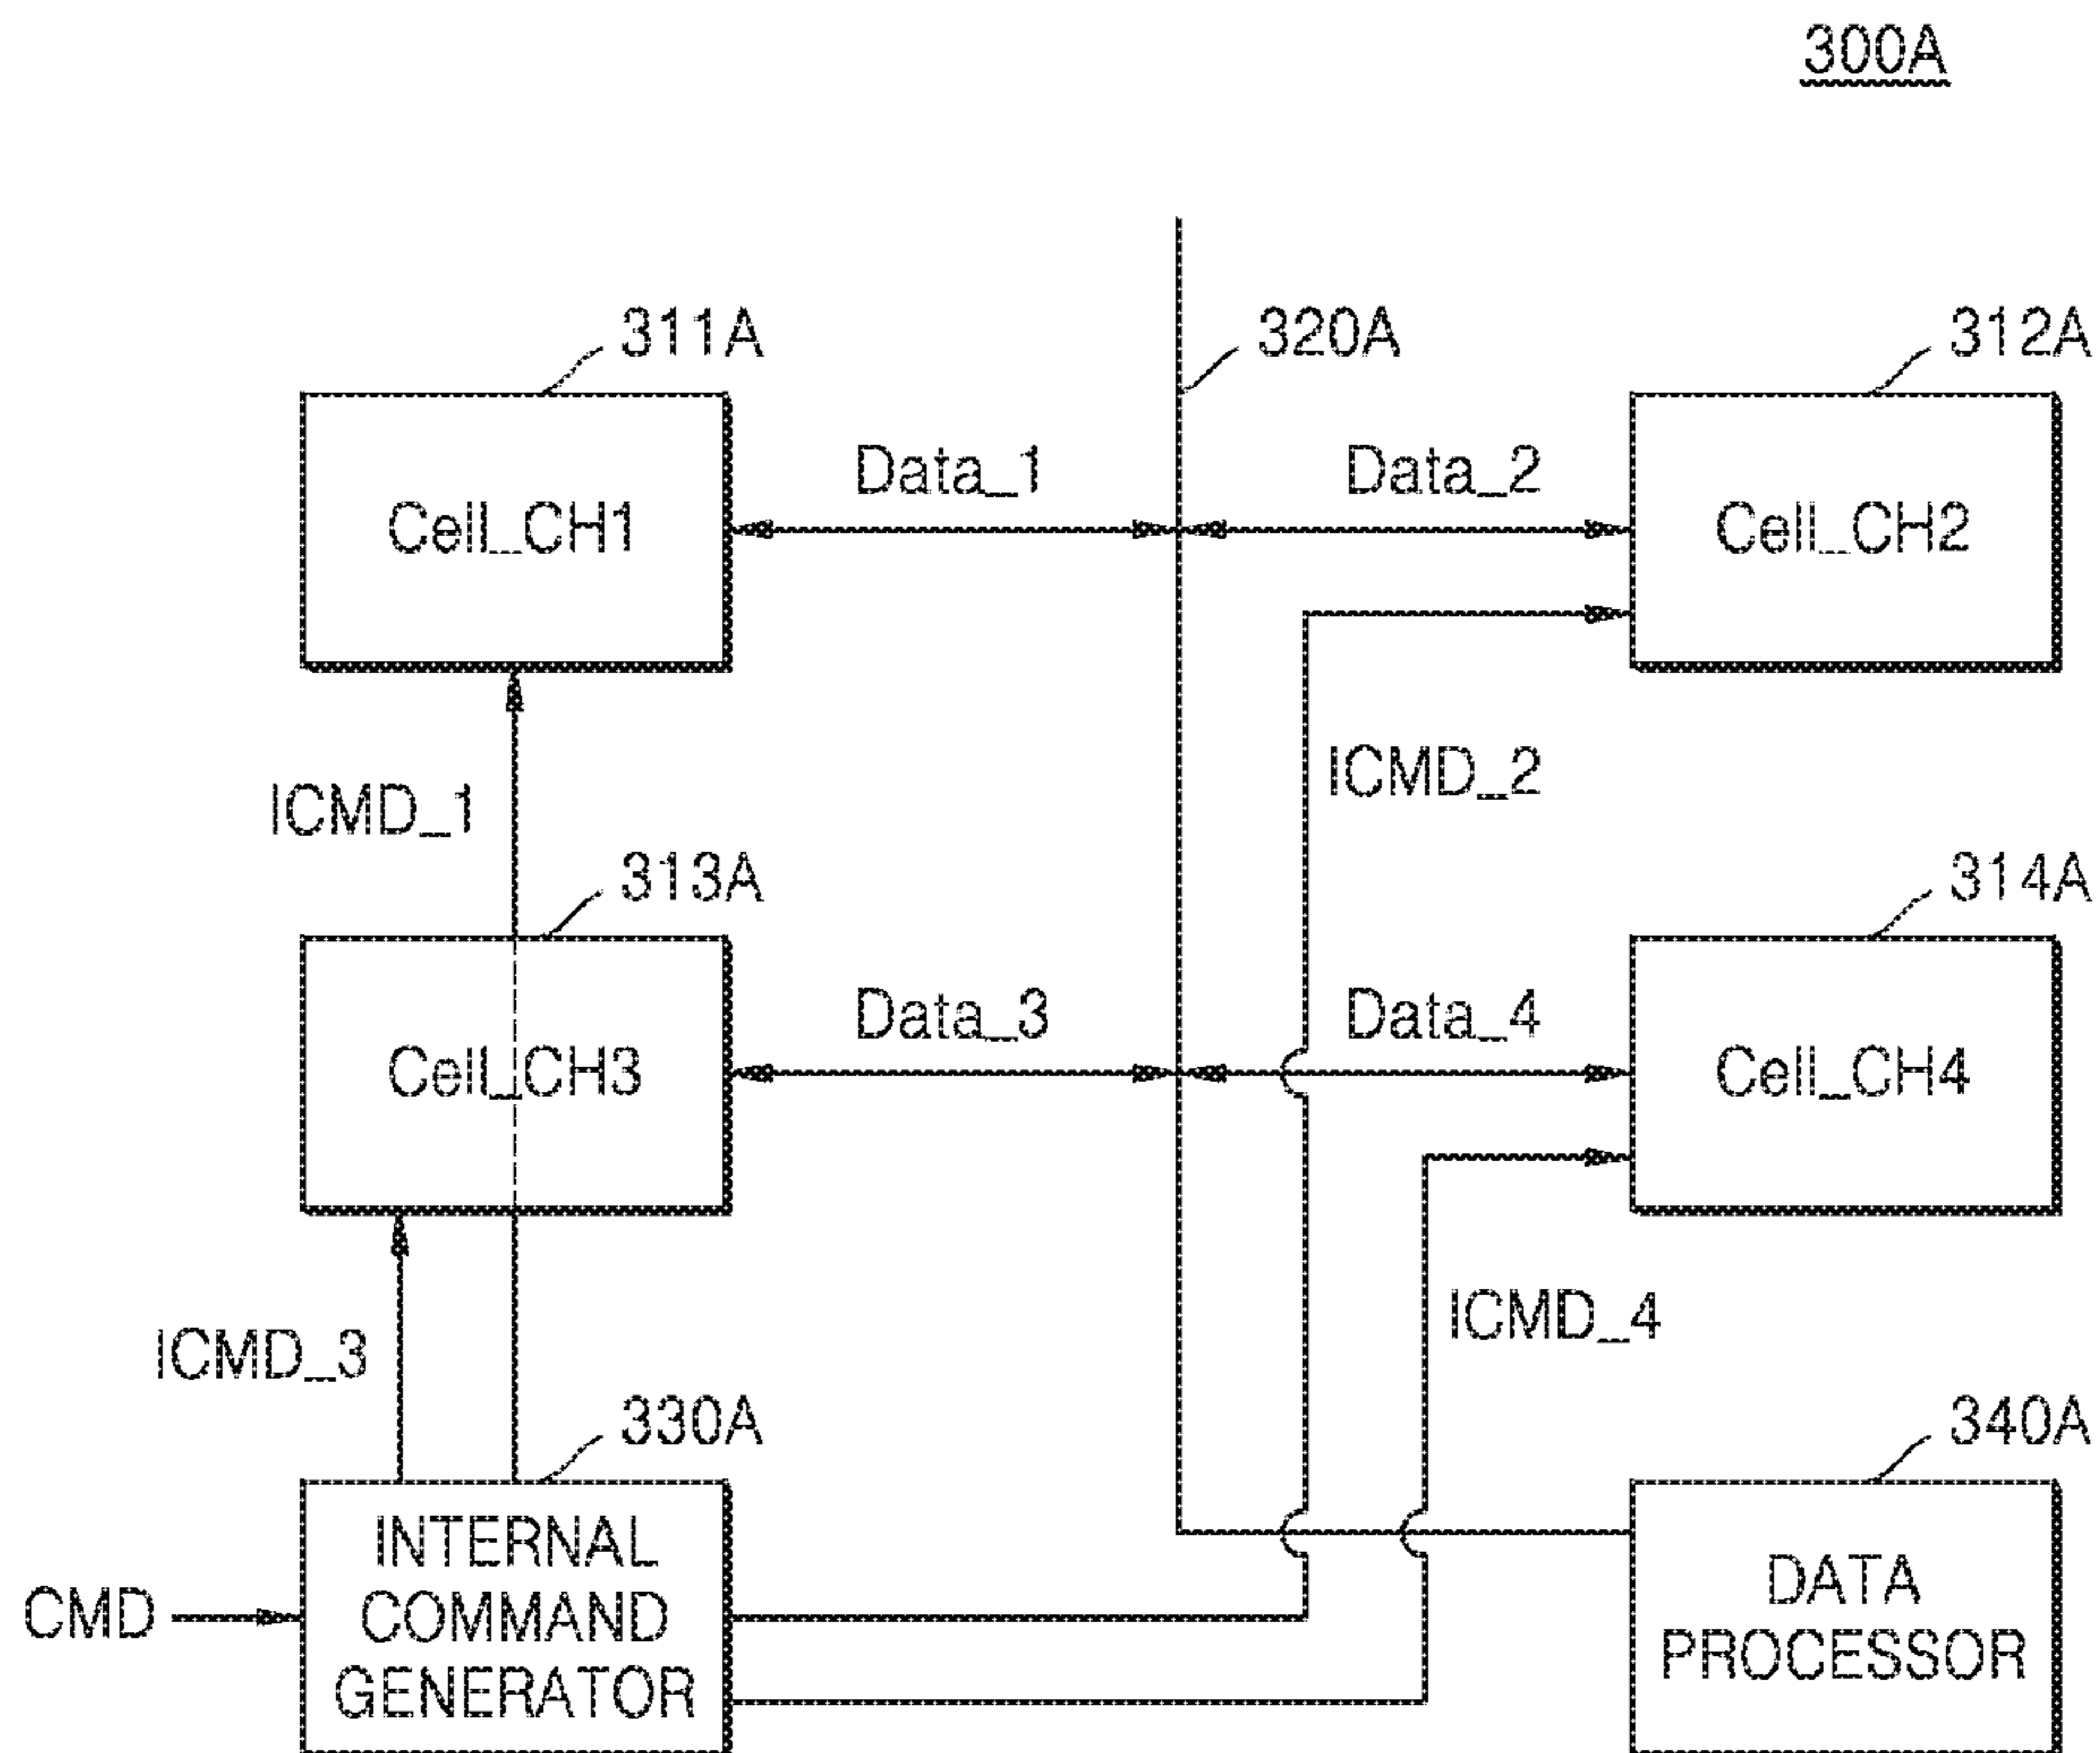 300A
311A
320A
312A
Cell_CH1
Data_1
Data_2
Cell_CH2
ICMD_1
ICMD_2
313A
314A
Cell_CH3
Data_3
Data_4
Cell_CH4
ICMD_3
ICMD_4
330A
340A
CMD
INTERNAL
COMMAND
GENERATOR
DATA
PROCESSOR